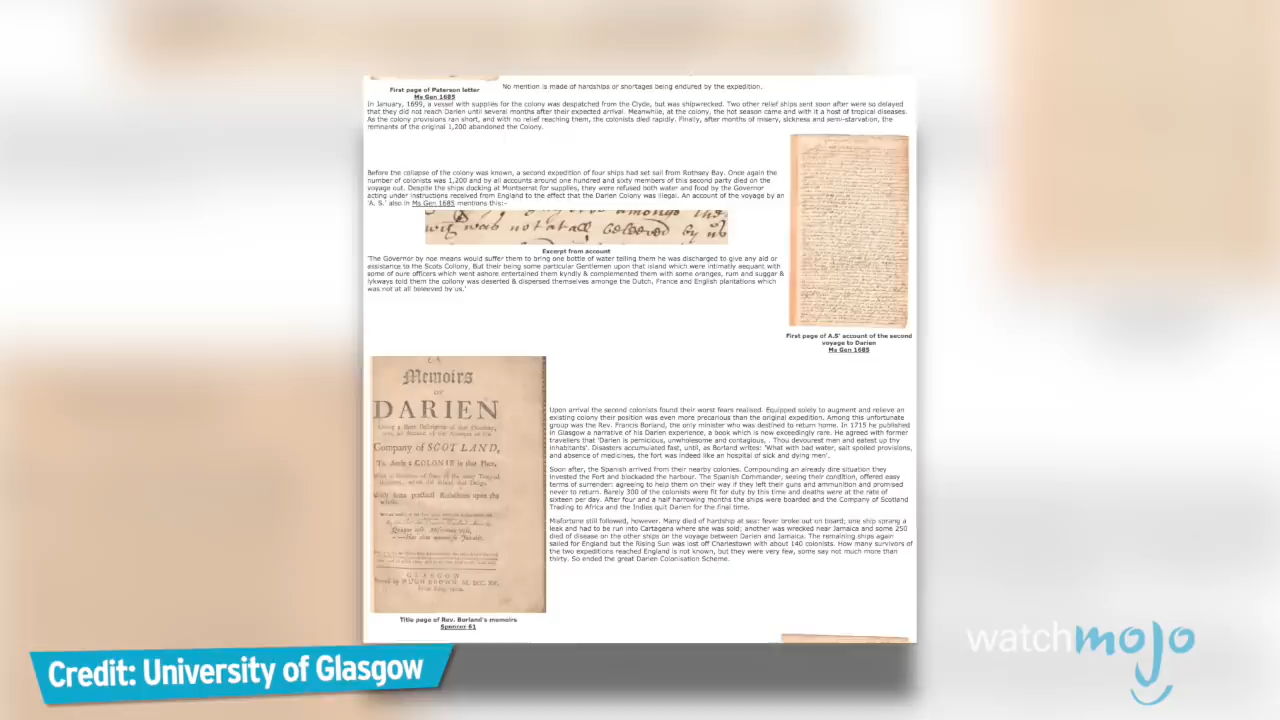 First page of Paterson letter
Ms Gen 1685
No mention is made of hardships or shortages being endured by the expedition.
In January, 1699, a vessel with supplies for the colony was despatched from the Clyde, but was shipwrecked. Two other relief ships sent soon after were so delayed
that they did not reach Darien until several months after their expected arrival. Meanwhile, at the colony, the hot season came and with it a host of tropical diseases.
As the colony provisions ran short, and with no relief reaching them, the colonists died rapidly. Finally, after months of misery, sickness and semi-starvation, the
remnants of the original 1,200 abandoned the Colony.
Before the collapse of the colony was known, a second expedition of four ships had set sail from Rothsey Bay. Once again the
number of colonists was 1,200 and by all accounts around one hundred and sixty members of this second party died on the
voyage out. Despite the ships docking at Montserrat for supplies, they were refused both water and food by the Governor
acting under instructions received from England to the effect that the Darien Colony was illegal. An account of the voyage by an
'A. S.' also in Ms Gen 1685 mentions this:-
amongs the
was not at all beleeved by us
Excerpt from account
'The Governor by noe means would suffer them to bring one bottle of water telling them he was discharged to give any aid or
assistance to the Scots Collony, But their being some particular Gentlemen upon that island which were intimatly aequant with
some of oure officers which went ashore entertained them kyndly & complemented them with some oranges, rum and suggar &
lykways told them the colony was deserted & dispersed themselves amonge the Dutch, France and English plantations which
was not at all beleeved by us.'
First page of A.S' account of the second
voyage to Darien
Ms Gen 1685
Memoirs
OF
DARIEN
Company of SCOTLAND,
To Settle a COLONIE in that Place.
With some practical Reflections upon the
whole.
GLASGOW
Title page of Rev. Borland's memoirs
Spencer 61
Upon arrival the second colonists found their worst fears realised. Equipped solely to augment and relieve an
existing colony their position was even more precarious than the original expedition. Among this unfortunate
group was the Rev. Francis Borland, the only minister who was destined to return home. In 1715 he published
in Glasgow a narrative of his Darien experience, a book which is now exceedingly rare. He agreed with former
travellers that 'Darien is pernicious, unwholesome and contagious, . Thou devourest men and eatest up thy
inhabitants'. Disasters accumulated fast, until, as Borland writes: 'What with bad water, salt spoiled provisions,
and absence of medicines, the fort was indeed like an hospital of sick and dying men'.
Soon after, the Spanish arrived from their nearby colonies. Compounding an already dire situation they
invested the Fort and blockaded the harbour. The Spanish Commander, seeing their condition, offered easy
terms of surrender: agreeing to help them on their way if they left their guns and ammunition and promised
never to return. Barely 300 of the colonists were fit for duty by this time and deaths were at the rate of
sixteen per day. After four and a half harrowing months the ships were boarded and the Company of Scotland
Trading to Africa and the Indies quit Darien for the final time.
Misfortune still followed, however. Many died of hardship at sea: fever broke out on board; one ship sprang a
leak and had to be run into Cartagena where she was sold; another was wrecked near Jamaica and some 250
died of disease on the other ships on the voyage between Darien and Jamaica. The remaining ships again
sailed for England but the Rising Sun was lost off Charlestown with about 140 colonists. How many survivors of
the two expeditions reached England is not known, but they were very few, some say not much more than
thirty. So ended the great Darien Colonisation Scheme.
Credit: University of Glasgow
watchmojo